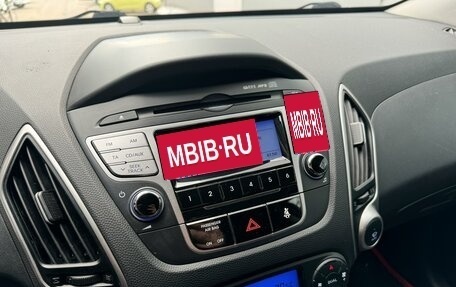 FM
AM
TA
CD/AUX
MBIB·RU
MBIB·RU
SEEK
TRACK
1 2 3 4 5 6
PASSENGER
AIR BAG
ON OFF
DUAL